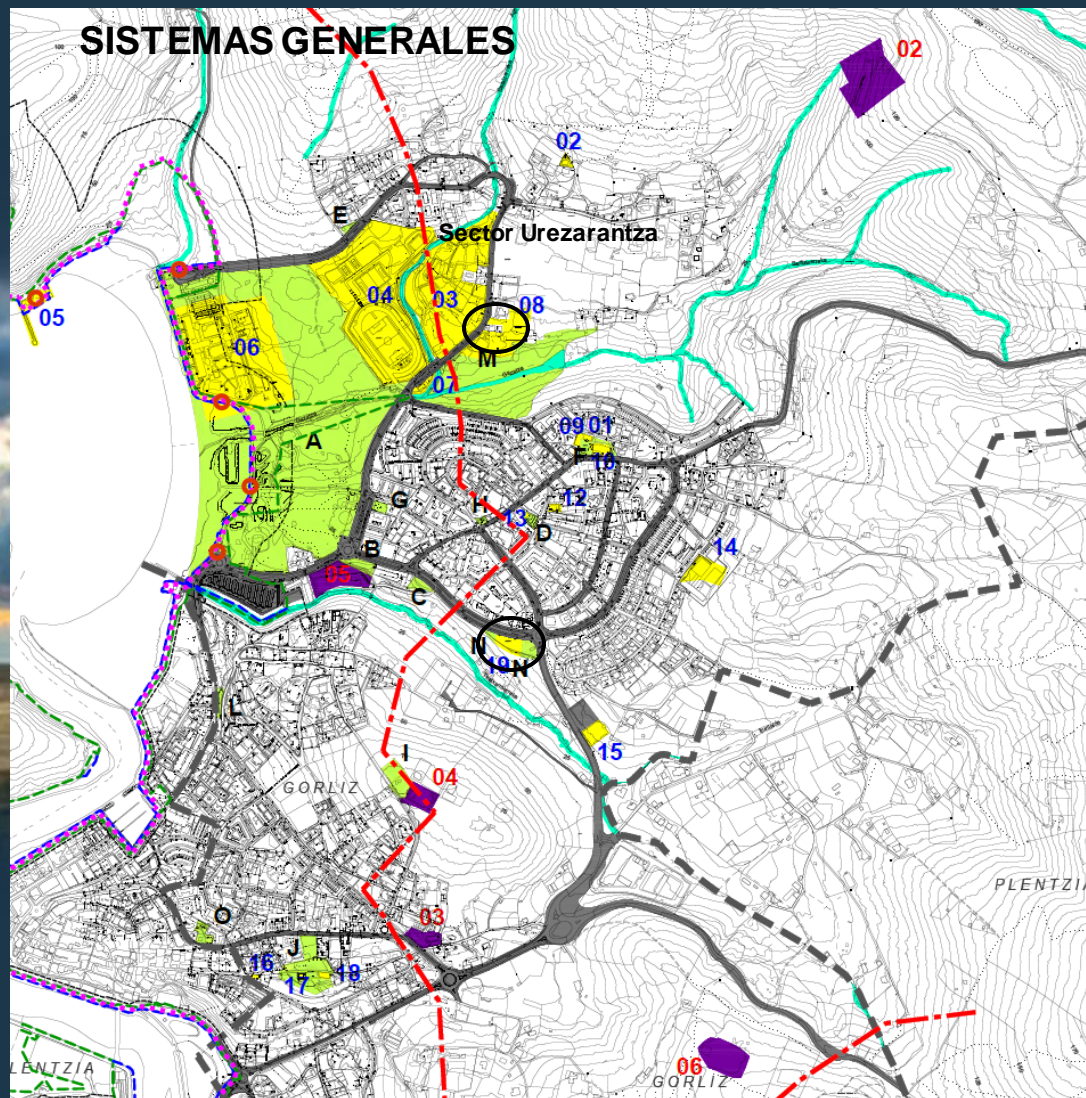 SISTEMAS GENERALES
02
02
E
Sector Urezarantza
04
03
08
05
06
M
07
A
09 01
F
10
G
H
12
13
D
B
14
05
C
N
19
N
L
15
I
04
GORLIZ
PLENTZIA
O
03
J
16
18
17
06
GORLIZ
LENTZIA